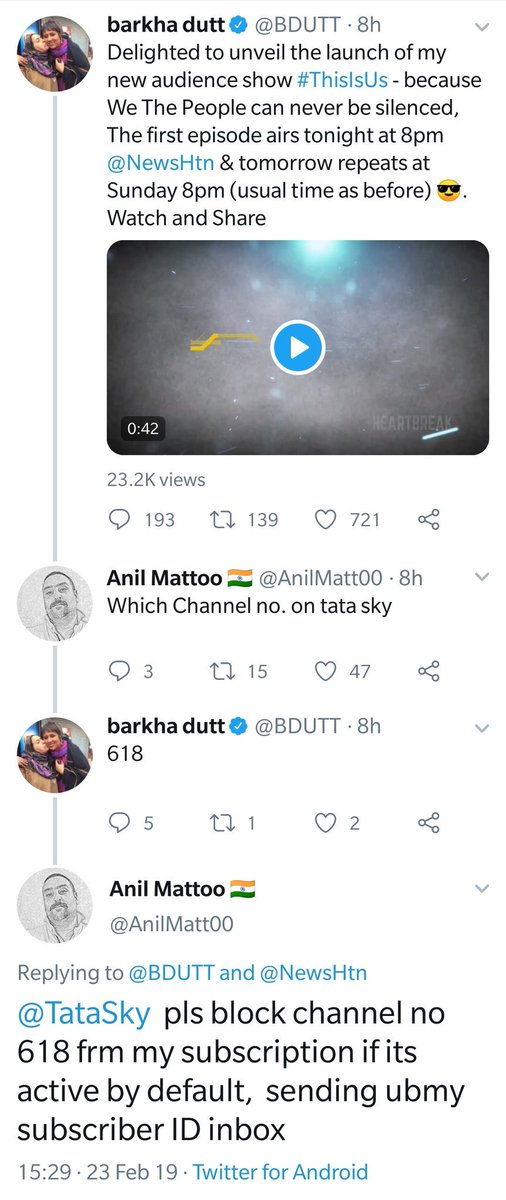 barkha dutt @BDUTT · 8h
Delighted to unveil the launch of my
new audience show #ThisIsUs - because
We The People can never be silenced,
The first episode airs tonight at 8pm
@NewsHtn & tomorrow repeats at
Sunday 8pm (usual time as before) 😎.
Watch and Share
HEARTBREAK
0:42
23.2K views
193 139 721
Anil Mattoo 🇮🇳 @AnilMatt00 · 8h
Which Channel no. on tata sky
3 15 47
barkha dutt @BDUTT · 8h
618
5 1 2
Anil Mattoo 🇮🇳
@AnilMatt00
Replying to @BDUTT and @NewsHtn
@TataSky pls block channel no
618 frm my subscription if its
active by default, sending ubmy
subscriber ID inbox
15:29 · 23 Feb 19 · Twitter for Android